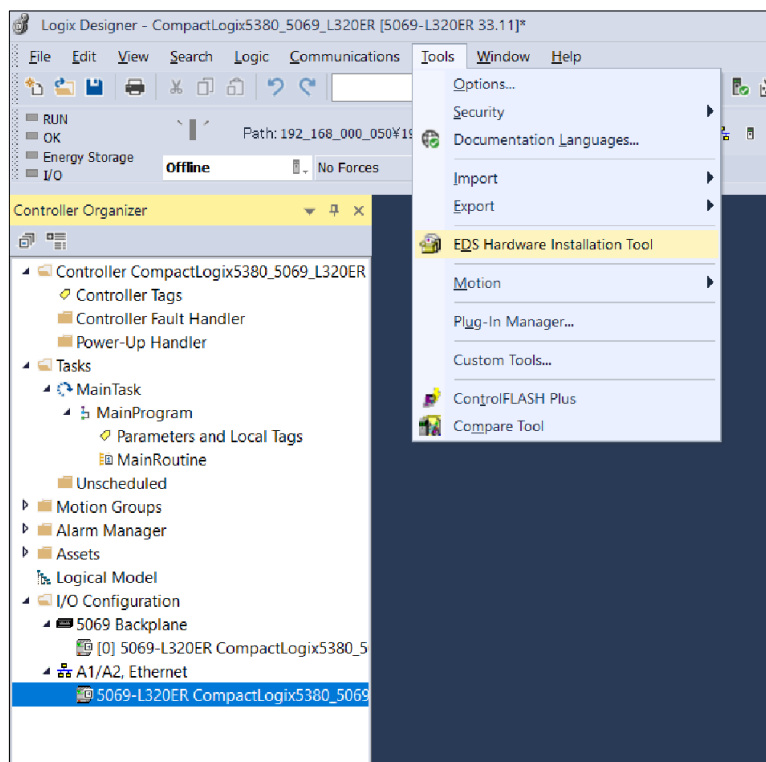 Logix Designer - CompactLogix5380_5069_L320ER [5069-L320ER 33.11]*
File Edit View Search Logic Communications Tools Window Help
Options...
Security
Documentation Languages...
Import
Export
EDS Hardware Installation Tool
Motion
Plug-In Manager...
Custom Tools...
ControlFLASH Plus
Compare Tool
RUN
OK
Energy Storage
I/O
Path: 192_168_000_050¥19
Offline
No Forces
Controller Organizer
Controller CompactLogix5380_5069_L320ER
Controller Tags
Controller Fault Handler
Power-Up Handler
Tasks
MainTask
MainProgram
Parameters and Local Tags
MainRoutine
Unscheduled
Motion Groups
Alarm Manager
Assets
Logical Model
I/O Configuration
5069 Backplane
[0] 5069-L320ER CompactLogix5380_5
A1/A2, Ethernet
5069-L320ER CompactLogix5380_5069